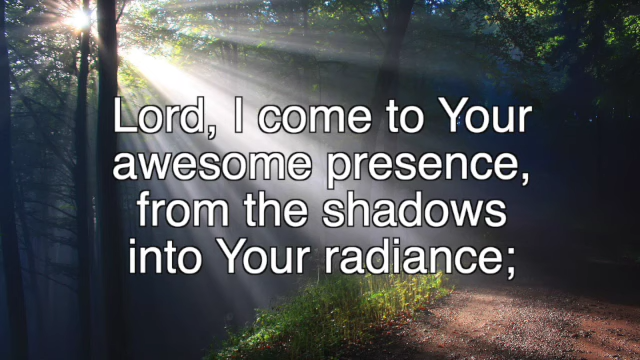 Lord, I come to Your
awesome presence,
from the shadows
into Your radiance;